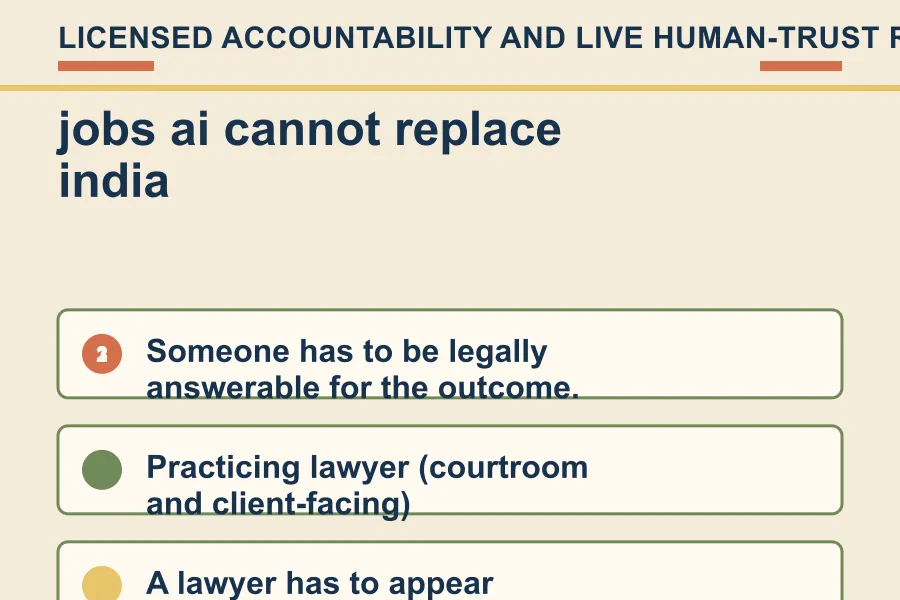 LICENSED ACCOUNTABILITY AND LIVE HUMAN-TRUST
jobs ai cannot replace
india
Someone has to be legally
answerable for the outcome.
Practicing lawyer (courtroom
and client-facing)
A lawyer has to appear